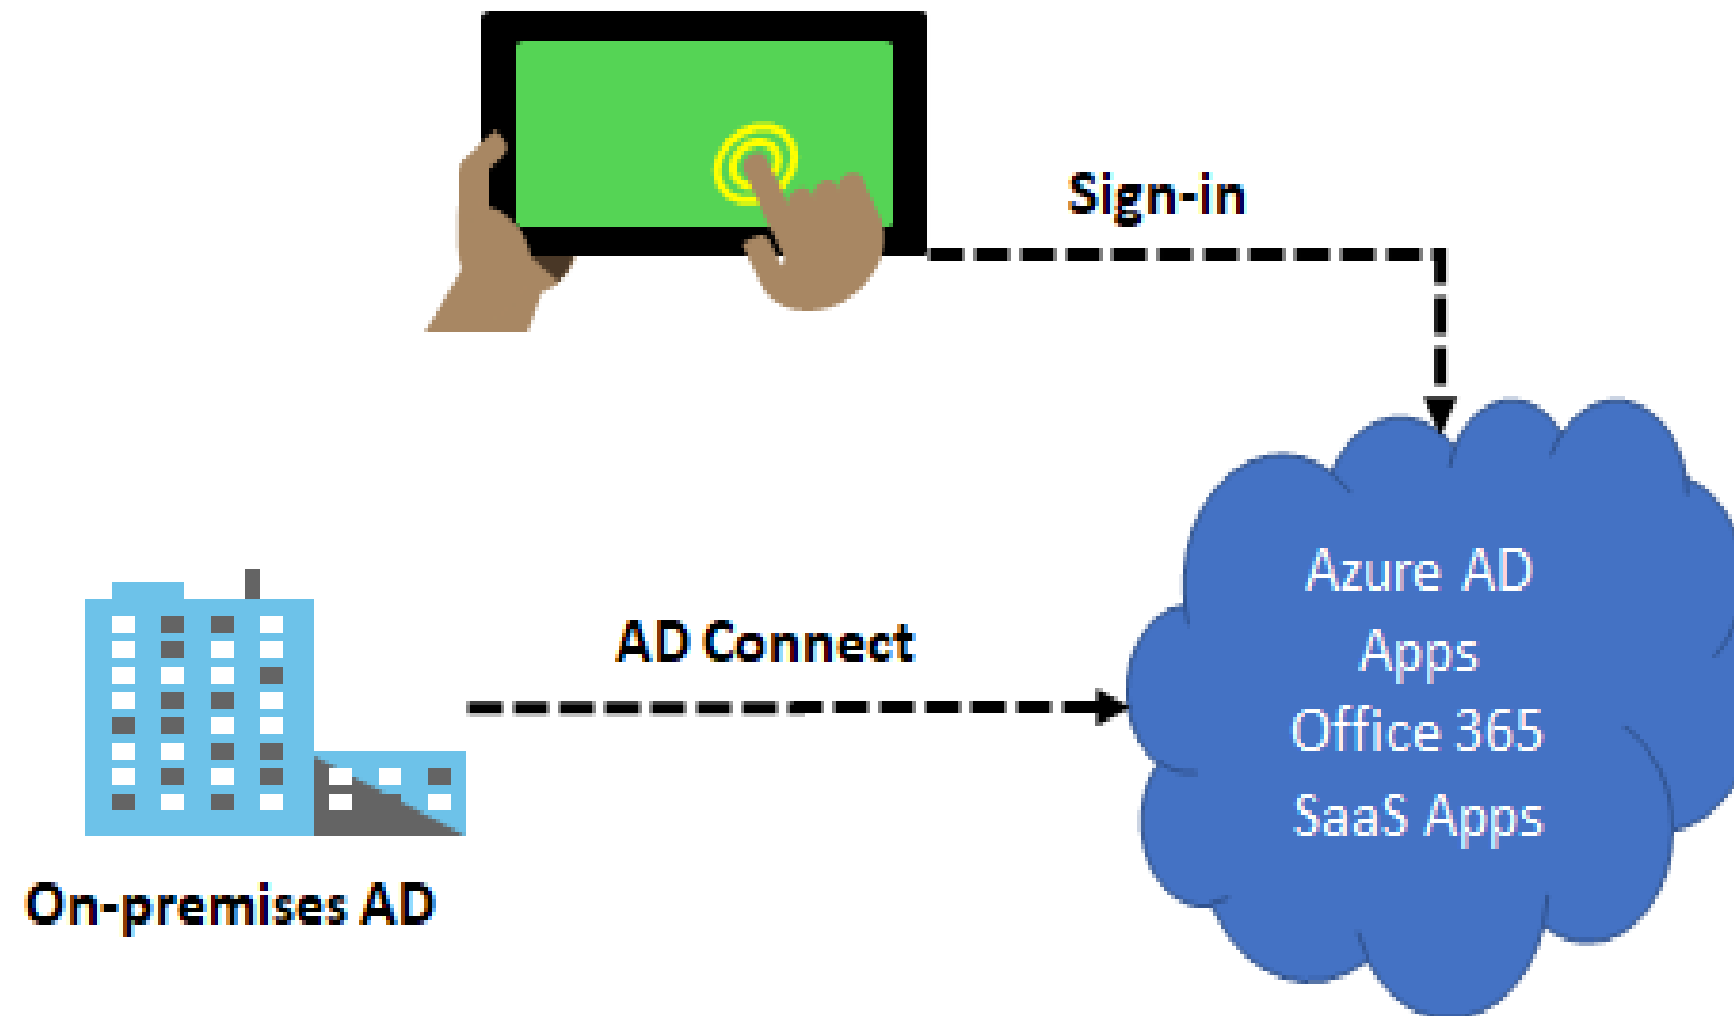 Sign-in
AD Connect
Azure AD
Apps
Office 365
SaaS Apps
On-premises AD